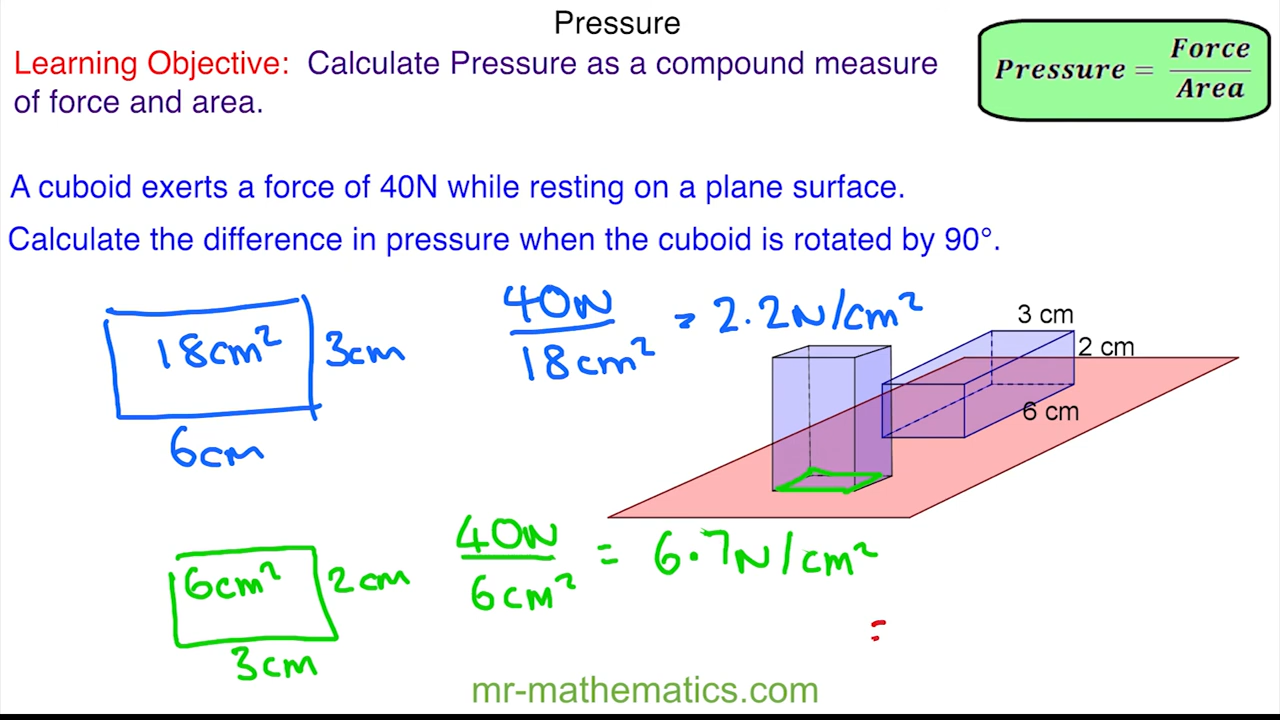 Pressure
Learning Objective: Calculate Pressure as a compound measure
of force and area.
Pressure = Force
Area
A cuboid exerts a force of 40N while resting on a plane surface.
Calculate the difference in pressure when the cuboid is rotated by 90°.
18cm²
3cm
6cm
40N
18cm²
= 2.2N/cm²
3 cm
2 cm
6 cm
6cm²
2cm
3cm
40N
6cm²
= 6.7N/cm²
=
mr-mathematics.com